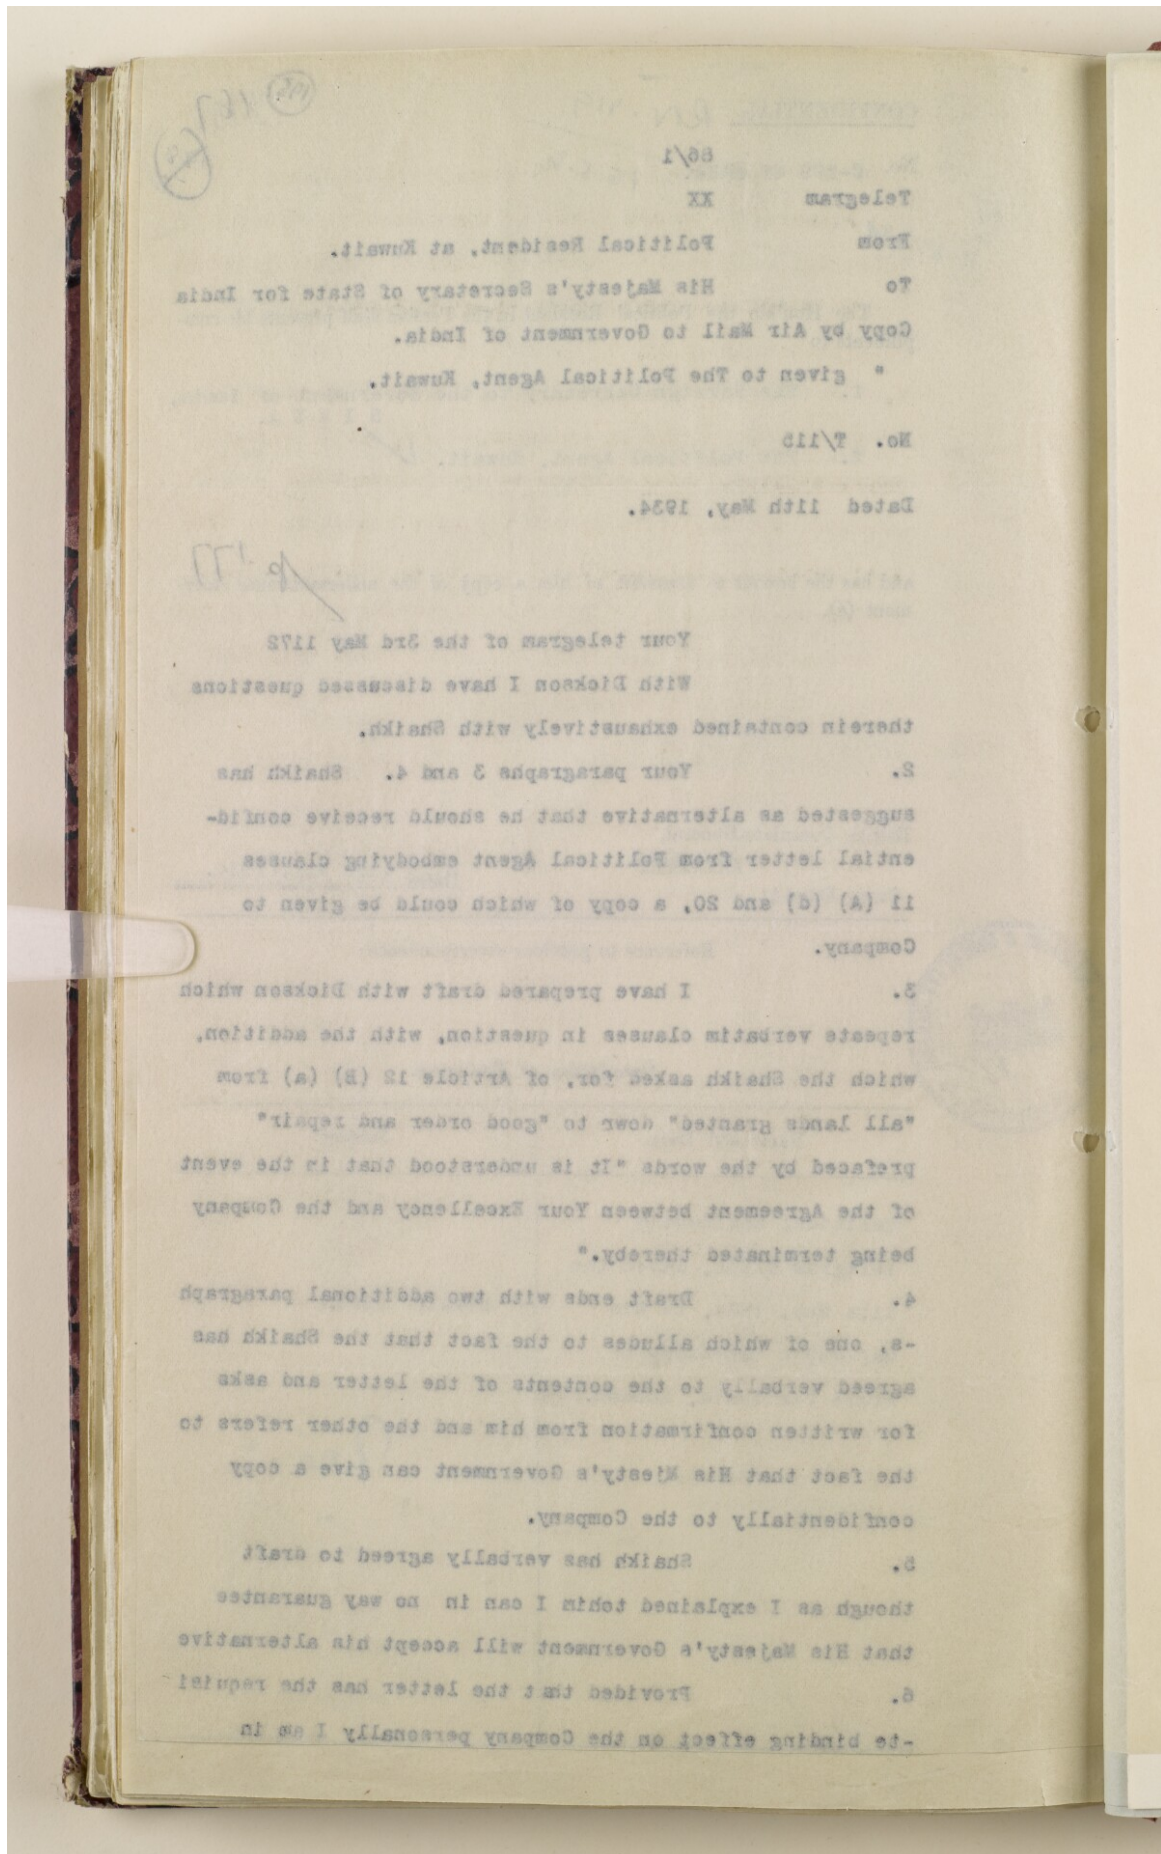 86/1
Telegram XX
From Political Resident, at Kuwait.
To His Majesty's Secretary of State for India
Copy by Air Mail to Government of India.
" given to The Political Agent, Kuwait.
No. T/115
Dated 11th May, 1934.
p. 177
Your telegram of the 3rd May 1172
With Dickson I have discussed questions
therein contained exhaustively with Shaikh.
2. Your paragraphs 3 and 4. Shaikh has
suggested as alternative that he should receive confid-
ential letter from Political Agent embodying clauses
11 (A) (d) and 20, a copy of which could be given to
Company.
3. I have prepared draft with Dickson which
repeats verbatim clauses in question, with the addition,
which the Shaikh asked for, of Article 12 (B) (a) from
"all lands granted" down to "good order and repair"
prefaced by the words "It is understood that in the event
of the Agreement between Your Excellency and the Company
being terminated thereby."
4. Draft ends with two additional paragraph
-s, one of which alludes to the fact that the Shaikh has
agreed verbally to the contents of the letter and asks
for written confirmation from him and the other refers to
the fact that His Mjesty's Government can give a copy
confidentially to the Company.
5. Shaikh has verbally agreed to draft
though as I explained tohim I can in no way guarantee
that His Majesty's Government will accept his alternative
6. Provided that the letter has the requisi
-te binding effect on the Company personally I am in